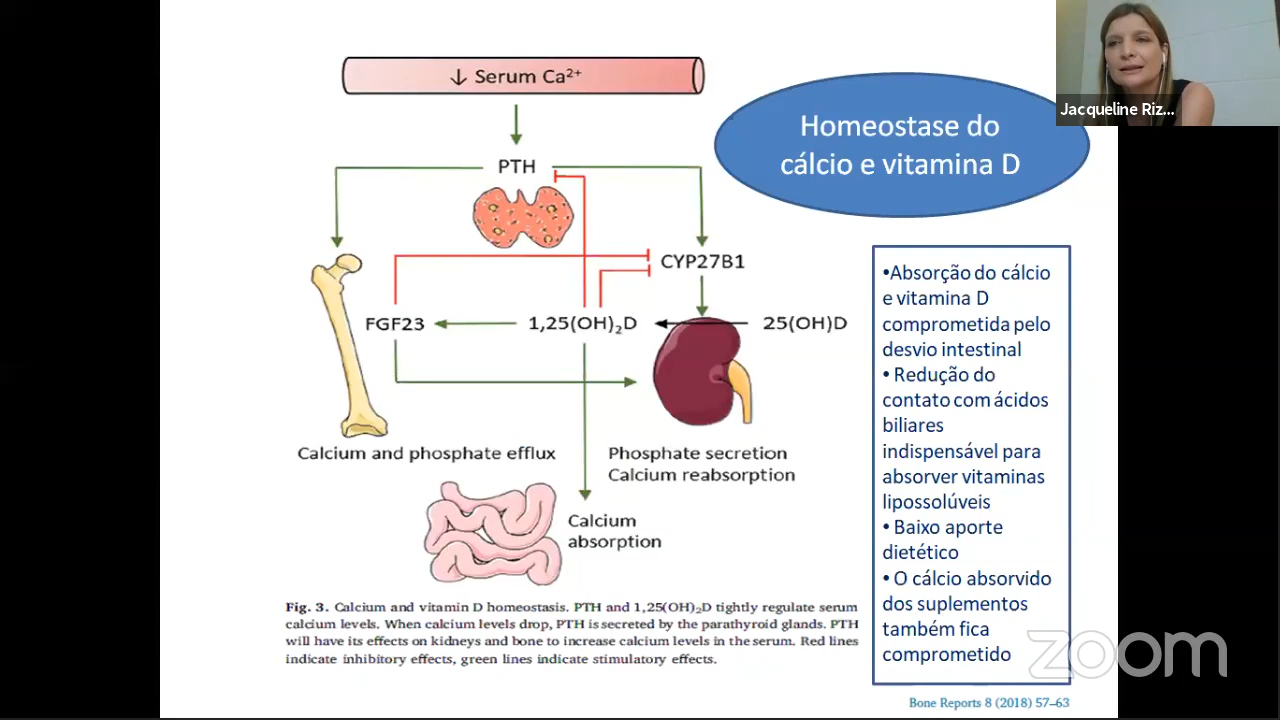 ↓ Serum Ca²⁺
Jacqueline Riz...
Homeostase do
cálcio e vitamina D
PTH
CYP27B1
FGF23
1,25(OH)₂D
25(OH)D
Calcium and phosphate efflux
Phosphate secretion
Calcium reabsorption
Calcium
absorption
•Absorção do cálcio
e vitamina D
comprometida pelo
desvio intestinal
• Redução do
contato com ácidos
biliares
indispensável para
absorver vitaminas
lipossolúveis
• Baixo aporte
dietético
• O cálcio absorvido
dos suplementos
também fica
comprometido
Fig. 3. Calcium and vitamin D homeostasis. PTH and 1,25(OH)₂D tightly regulate serum
calcium levels. When calcium levels drop, PTH is secreted by the parathyroid glands. PTH
will have its effects on kidneys and bone to increase calcium levels in the serum. Red lines
indicate inhibitory effects, green lines indicate stimulatory effects.
zoom
Bone Reports 8 (2018) 57–63